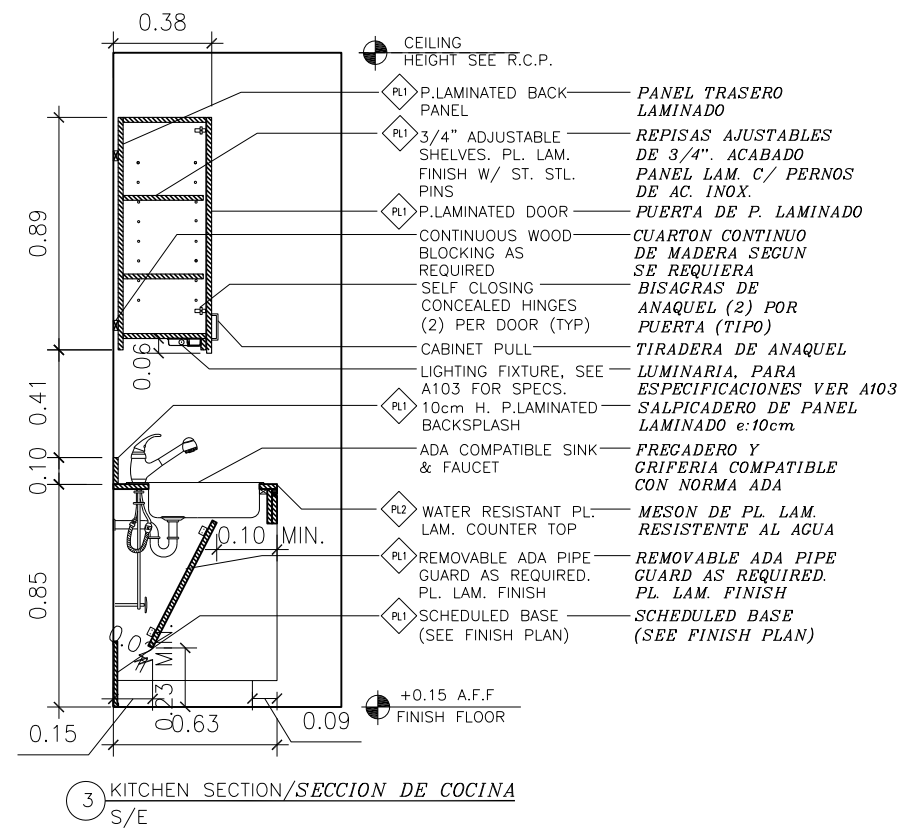 0.38
CEILING
HEIGHT SEE R.C.P.
PL1 P.LAMINATED BACK
PANEL
PANEL TRASERO
LAMINADO
PL1 3/4" ADJUSTABLE
SHELVES. PL. LAM.
FINISH W/ ST. STL.
PINS
REPISAS AJUSTABLES
DE 3/4". ACABADO
PANEL LAM. C/ PERNOS
DE AC. INOX.
PL1 P.LAMINATED DOOR
PUERTA DE P. LAMINADO
0.89
CONTINUOUS WOOD
BLOCKING AS
REQUIRED
CUARTON CONTINUO
DE MADERA SEGUN
SE REQUIERA
SELF CLOSING
CONCEALED HINGES
(2) PER DOOR (TYP)
BISAGRAS DE
ANAQUEL (2) POR
PUERTA (TIPO)
CABINET PULL
TIRADERA DE ANAQUEL
0.06
LIGHTING FIXTURE, SEE
A103 FOR SPECS.
LUMINARIA, PARA
ESPECIFICACIONES VER A103
0.41
PL1 10cm H. P.LAMINATED
BACKSPLASH
SALPICADERO DE PANEL
LAMINADO e:10cm
0.10
ADA COMPATIBLE SINK
& FAUCET
FREGADERO Y
GRIFERIA COMPATIBLE
CON NORMA ADA
PL2 WATER RESISTANT PL.
LAM. COUNTER TOP
MESON DE PL. LAM.
RESISTENTE AL AGUA
0.10 MIN.
PL1 REMOVABLE ADA PIPE
GUARD AS REQUIRED.
PL. LAM. FINISH
REMOVABLE ADA PIPE
GUARD AS REQUIRED.
PL. LAM. FINISH
0.85
PL1 SCHEDULED BASE
(SEE FINISH PLAN)
SCHEDULED BASE
(SEE FINISH PLAN)
0.23 MIN.
+0.15 A.F.F
FINISH FLOOR
0.15
0.63
0.09
3 KITCHEN SECTION/SECCION DE COCINA
S/E